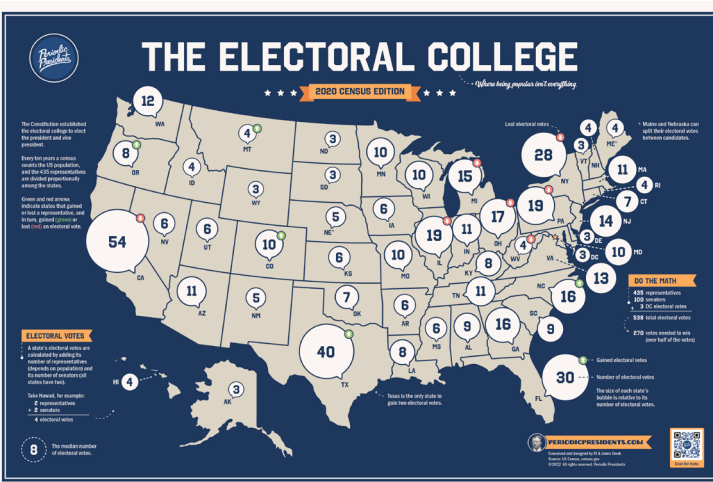 Periodic
Presidents
THE ELECTORAL COLLEGE
Where being popular isn't everything.
2020 CENSUS EDITION
The Constitution established
the electoral college to elect
the president and vice
president.
Every ten years a census
counts the US population,
and the 435 representatives
are divided proportionally
among the states.
Green and red arrows
indicate states that gained
or lost a representative, and
in turn, gained (green) or
lost (red) an electoral vote.
Lost electoral votes
* Maine and Nebraska can
split their electoral votes
between candidates.
12
WA
8
OR
4
ID
4
MT
3
ND
3
SD
3
WY
5
NE*
10
MN
10
WI
15
MI
28
NY
3
VT
4
NH
4
ME*
11
MA
4
RI
7
CT
14
NJ
3
DE
10
MD
3
DC
13
VA
54
CA
6
NV
6
UT
10
CO
6
KS
6
IA
19
IL
11
IN
17
OH
19
PA
4
WV
8
KY
10
MO
11
AZ
5
NM
7
OK
6
AR
11
TN
16
NC
9
SC
40
TX
8
LA
6
MS
9
AL
16
GA
30
FL
HI
4
3
AK
DO THE MATH
435 representatives
100 senators
+ 3 DC electoral votes
538 total electoral votes
270 votes needed to win
(over half of the votes)
ELECTORAL VOTES
A state's electoral votes are
calculated by adding its
number of representatives
(depends on population) and
its number of senators (all
states have two).
Take Hawaii, for example:
2 representatives
+ 2 senators
4 electoral votes
8
The median number
of electoral votes.
Texas is the only state to
gain two electoral votes.
Gained electoral votes
Number of electoral votes
The size of each state's
bubble is relative to its
number of electoral votes.
PERIODICPRESIDENTS.COM
Source: US Census, census.gov
©2022 All rights reserved. Periodic Presidents
Scan for more.